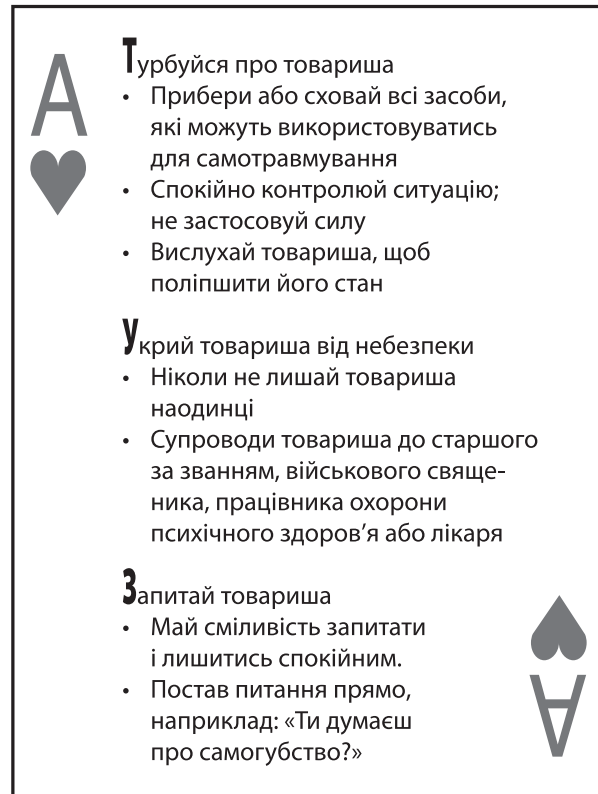 A
Турбуйся про товариша
• Прибери або сховай всі засоби,
які можуть використовуватись
для самотравмування
• Спокійно контролюй ситуацію;
не застосовуй силу
• Вислухай товариша, щоб
поліпшити його стан
Укрий товариша від небезпеки
• Ніколи не лишай товариша
наодинці
• Супроводи товариша до старшого
за званням, військового свяще-
ника, працівника охорони
психічного здоров’я або лікаря
Запитай товариша
• Май сміливість запитати
і лишитись спокійним.
• Постав питання прямо,
наприклад: «Ти думаєш
про самогубство?»
A